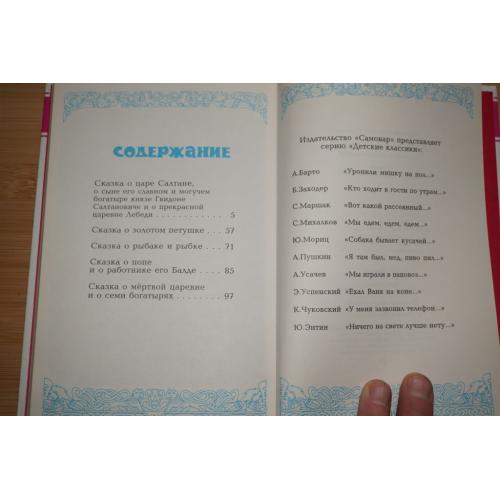 СОДЕРЖАНИЕ
Сказка о царе Салтане,
о сыне его славном и могучем
богатыре князе Гвидоне
Салтановиче и о прекрасной
царевне Лебеди . . . . . . . . . . . . 5
Сказка о золотом петушке . . . 57
Сказка о рыбаке и рыбке . . . . 71
Сказка о попе
и о работнике его Балде . . . . . 85
Сказка о мёртвой царевне
и о семи богатырях . . . . . . . . 97
Издательство «Самовар» представляет
серию «Детские классики»:
А.Барто «Уронили мишку на пол...»
Б.Заходер «Кто ходит в гости по утрам...»
С.Маршак «Вот какой рассеянный...»
С.Михалков «Мы едем, едем, едем...»
Ю.Мориц «Собака бывает кусачей...»
А.Пушкин «Я там был, мед, пиво пил...»
А.Усачев «Мы играли в паповоз...»
Э.Успенский «Ехал Ваня на коне...»
К.Чуковский «У меня зазвонил телефон...»
Ю.Энтин «Ничего на свете лучше нету...»